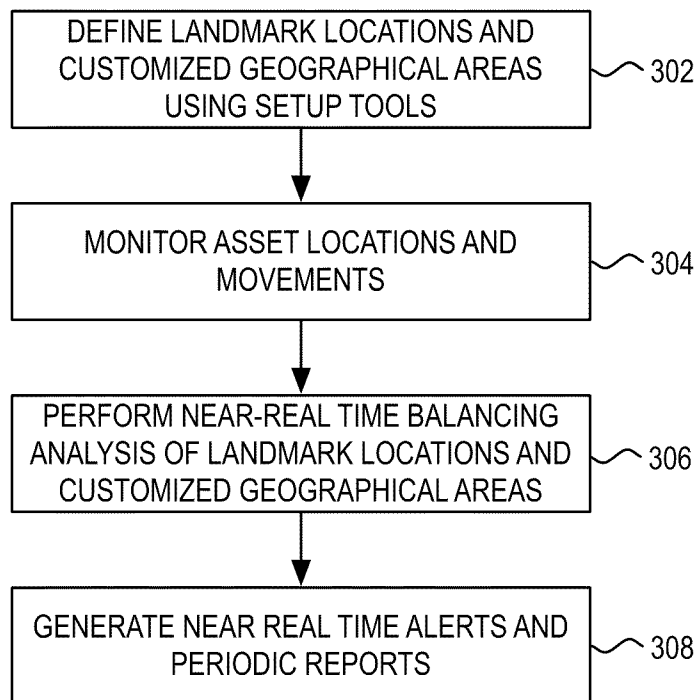 DEFINE LANDMARK LOCATIONS AND
CUSTOMIZED GEOGRAPHICAL AREAS
USING SETUP TOOLS
302
MONITOR ASSET LOCATIONS AND
MOVEMENTS
304
PERFORM NEAR-REAL TIME BALANCING
ANALYSIS OF LANDMARK LOCATIONS AND
CUSTOMIZED GEOGRAPHICAL AREAS
306
GENERATE NEAR REAL TIME ALERTS AND
PERIODIC REPORTS
308